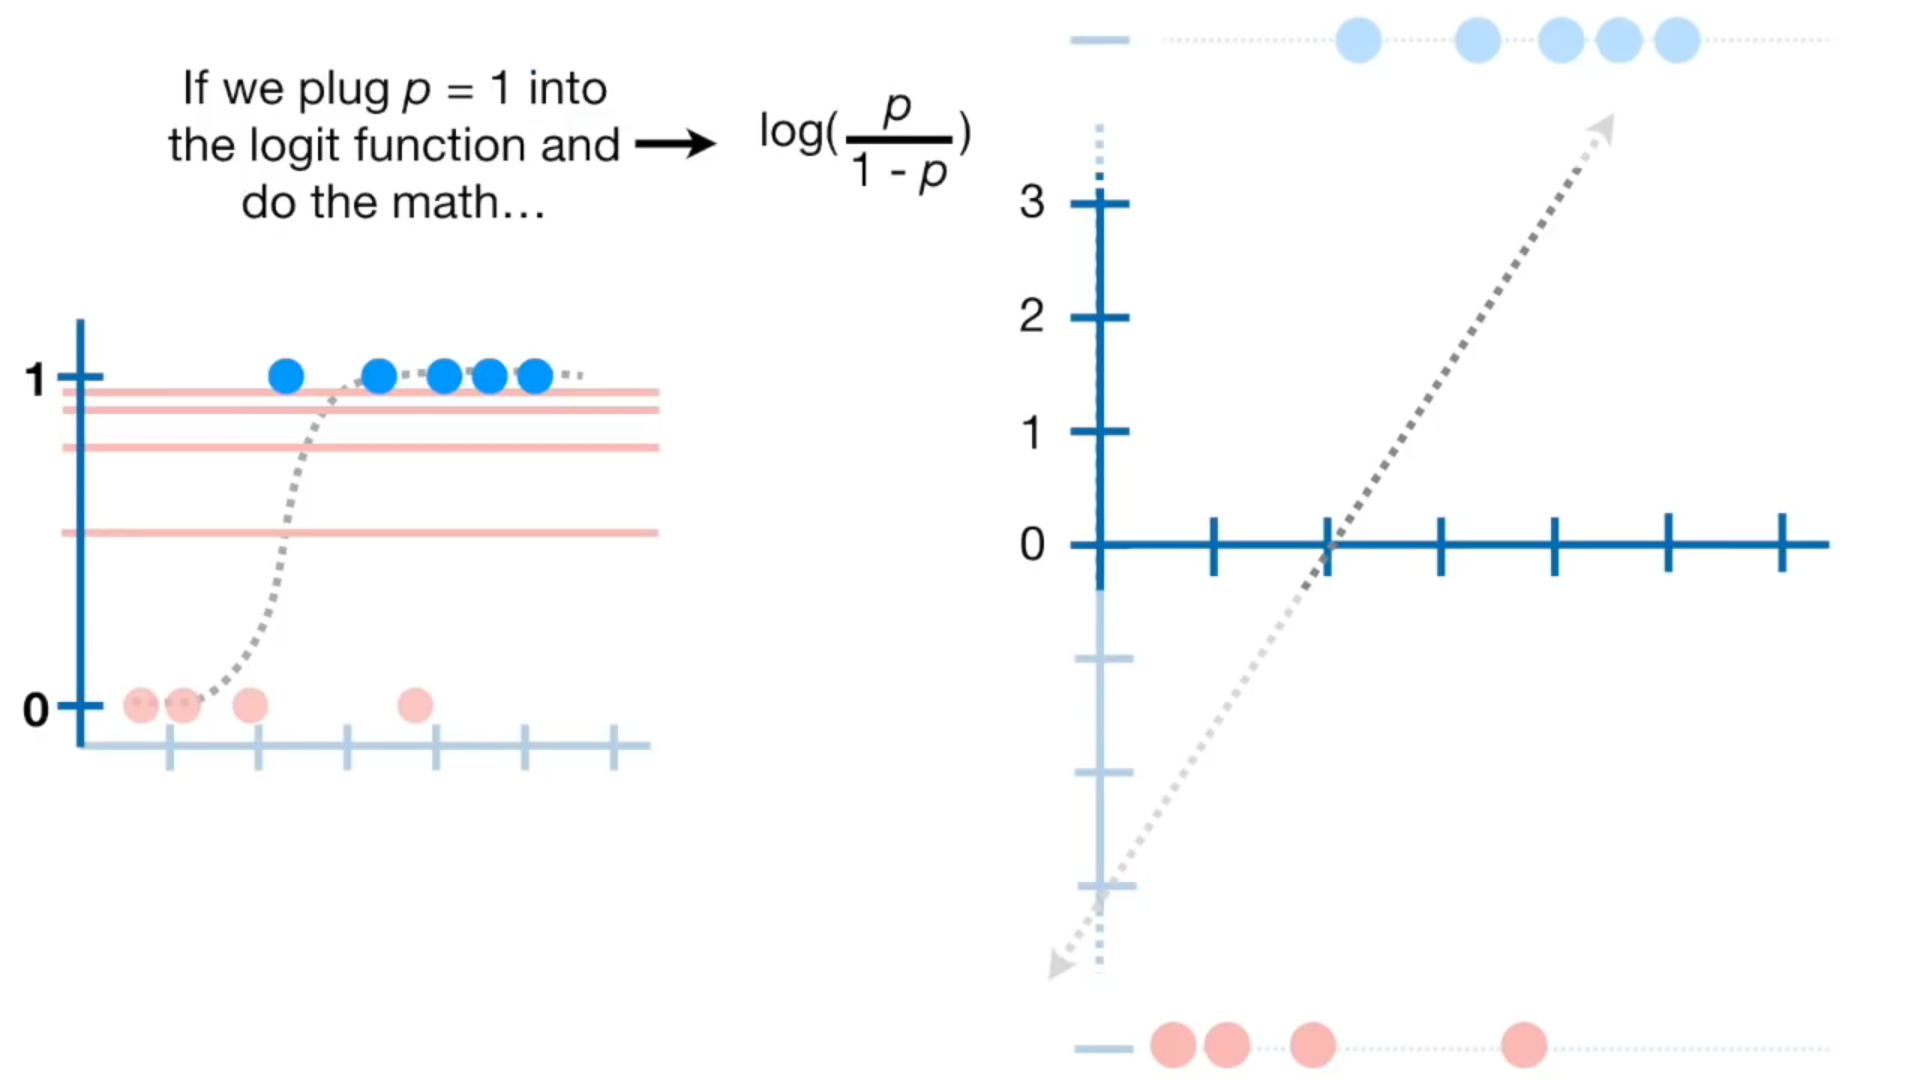 If we plug p = 1 into
the logit function and
do the math...
log(p/1 - p)
1
0
3
2
1
0